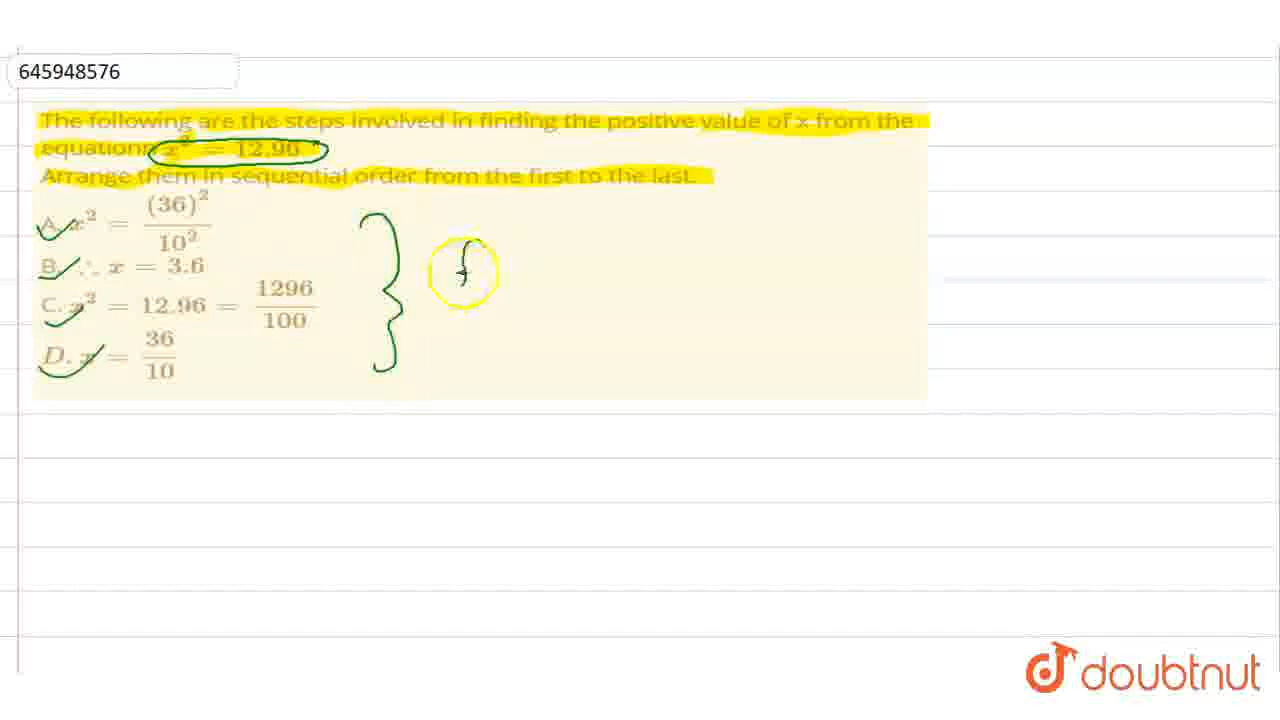 645948576
The following are the steps involved in finding the positive value of x from the
equations x² = 12.96
Arrange them in sequential order from the first to the last.
A. x² = (36)²/10²
B. ∴ x = 3.6
C. x² = 12.96 = 1296/100
D. x = 36/10
doubtnut